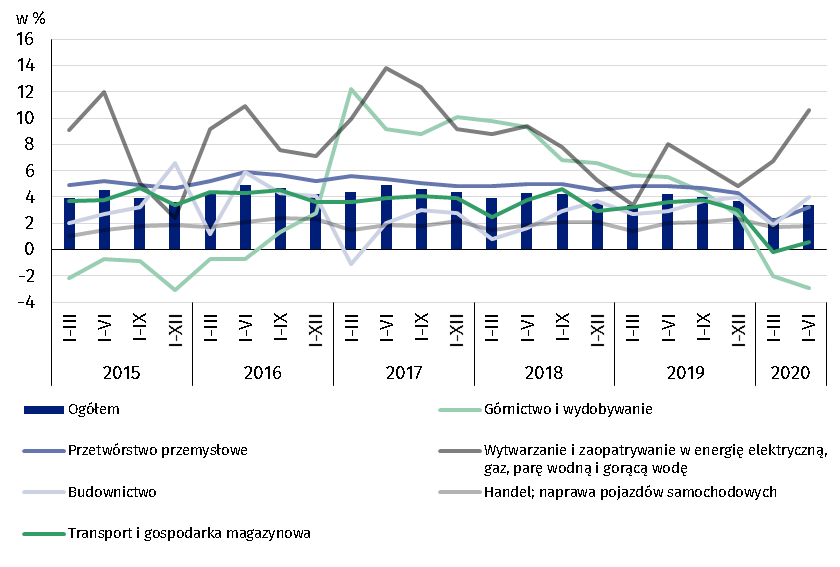 w %
16
14
12
10
8
6
4
2
0
-2
-4
I-III I-VI I-IX I-XII I-III I-VI I-IX I-XII I-III I-VI I-IX I-XII I-III I-VI I-IX I-XII I-III I-VI I-IX I-XII I-III I-VI
2015 2016 2017 2018 2019 2020
Ogółem
Górnictwo i wydobywanie
Przetwórstwo przemysłowe
Wytwarzanie i zaopatrywanie w energię elektryczną,
gaz, parę wodną i gorącą wodę
Budownictwo
Handel; naprawa pojazdów samochodowych
Transport i gospodarka magazynowa